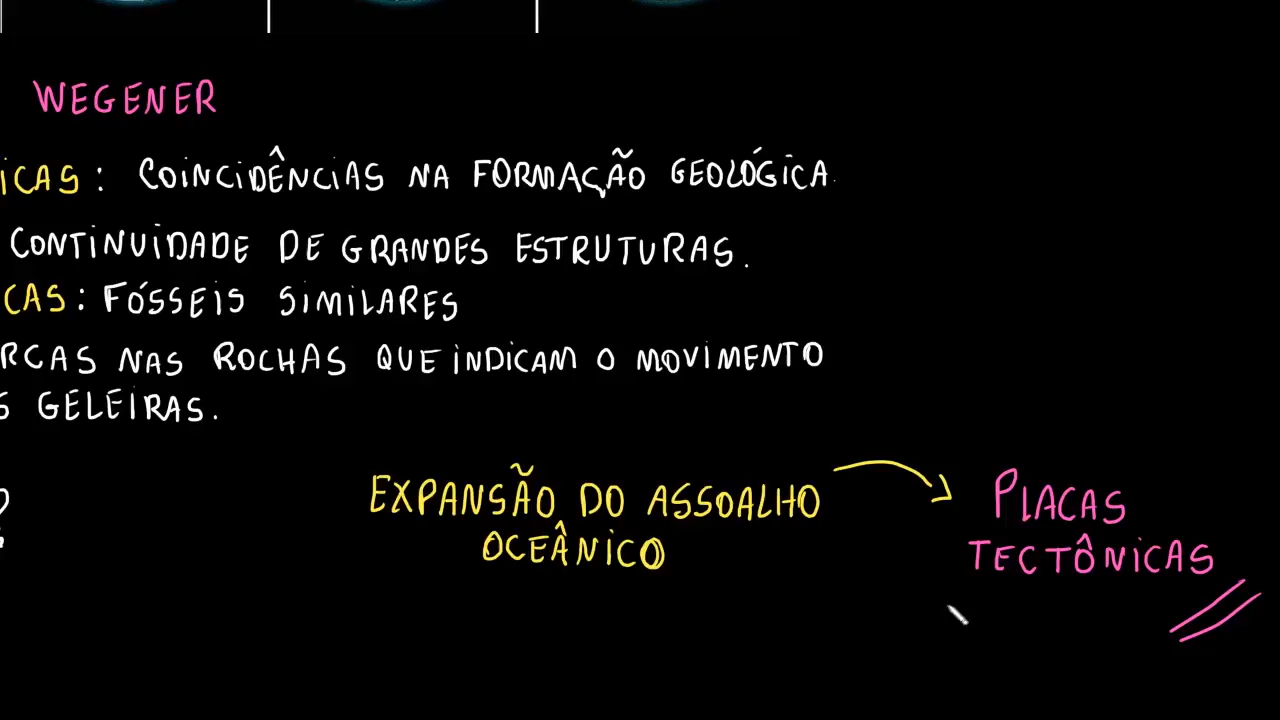 WEGENER
ICAS: COINCIDÊNCIAS NA FORMAÇÃO GEOLÓGICA.
CONTINUIDADE DE GRANDES ESTRUTURAS.
CAS: FÓSSEIS SIMILARES
RCAS NAS ROCHAS QUE INDICAM O MOVIMENTO
S GELEIRAS.
?
EXPANSÃO DO ASSOALHO
OCEÂNICO
PLACAS
TECTÔNICAS